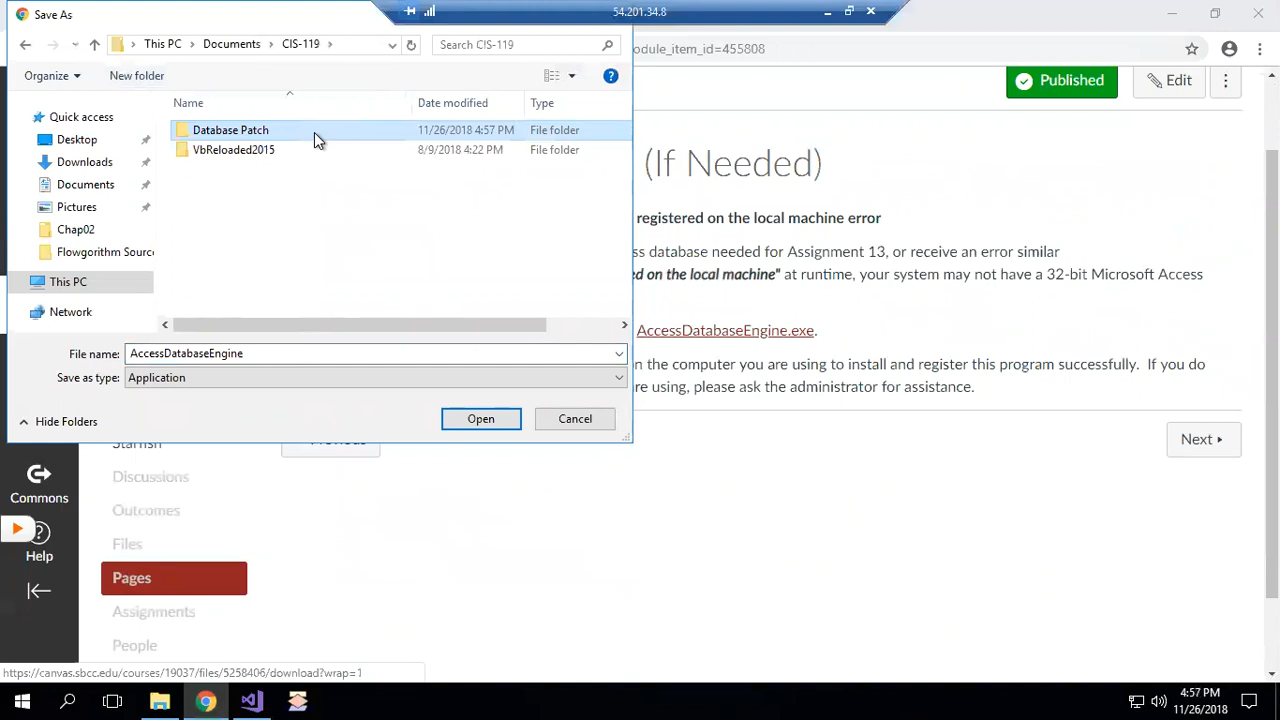 Save As
54.201.34.8
This PC > Documents > CIS-119 >
Search CIS-119
odule_item_id=455808
Organize
New folder
Published
Edit
Name
Date modified
Type
Quick access
Desktop
Downloads
Documents
Pictures
Chap02
Flowgorithm Sourc
This PC
Network
Database Patch
11/26/2018 4:57 PM
File folder
VbReloaded2015
8/9/2018 4:22 PM
File folder
(If Needed)
registered on the local machine error
ss database needed for Assignment 13, or receive an error similar
ed on the local machine" at runtime, your system may not have a 32-bit Microsoft Access
AccessDatabaseEngine.exe.
on the computer you are using to install and register this program successfully. If you do
re using, please ask the administrator for assistance.
File name:
AccessDatabaseEngine
Save as type:
Application
Hide Folders
Open
Cancel
Next
Starfish
Previous
Discussions
Outcomes
Files
Pages
Assignments
People
Commons
Help
https://canvas.sbcc.edu/courses/19037/files/5258406/download?wrap=1
4:57 PM
11/26/2018